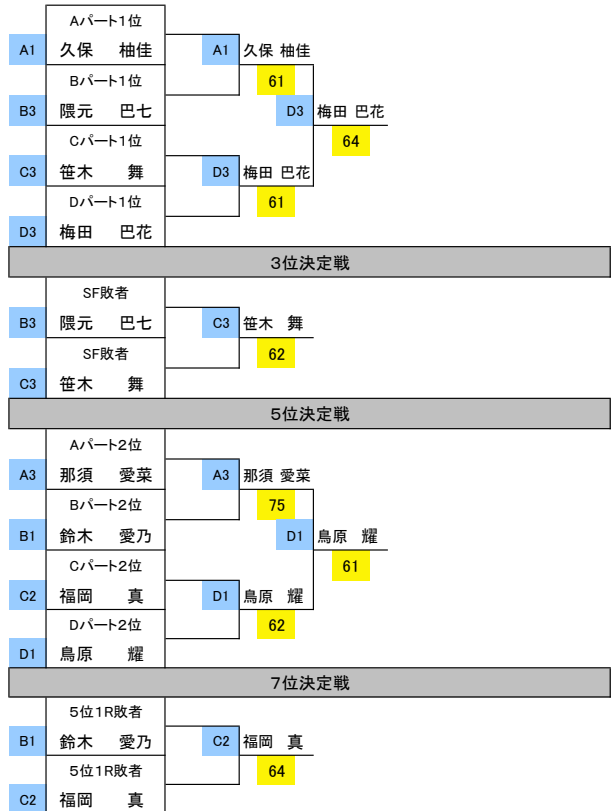 Aパート1位
A1 久保 柚佳 A1 久保 柚佳
Bパート1位 61
B3 隈元 巴七 D3 梅田 巴花
Cパート1位 64
C3 笹木 舞 D3 梅田 巴花
Dパート1位 61
D3 梅田 巴花
3位決定戦
SF敗者
B3 隈元 巴七 C3 笹木 舞
SF敗者 62
C3 笹木 舞
5位決定戦
Aパート2位
A3 那須 愛菜 A3 那須 愛菜
Bパート2位 75
B1 鈴木 愛乃 D1 鳥原 耀
Cパート2位 61
C2 福岡 真 D1 鳥原 耀
Dパート2位 62
D1 鳥原 耀
7位決定戦
5位1R敗者
B1 鈴木 愛乃 C2 福岡 真
5位1R敗者 64
C2 福岡 真